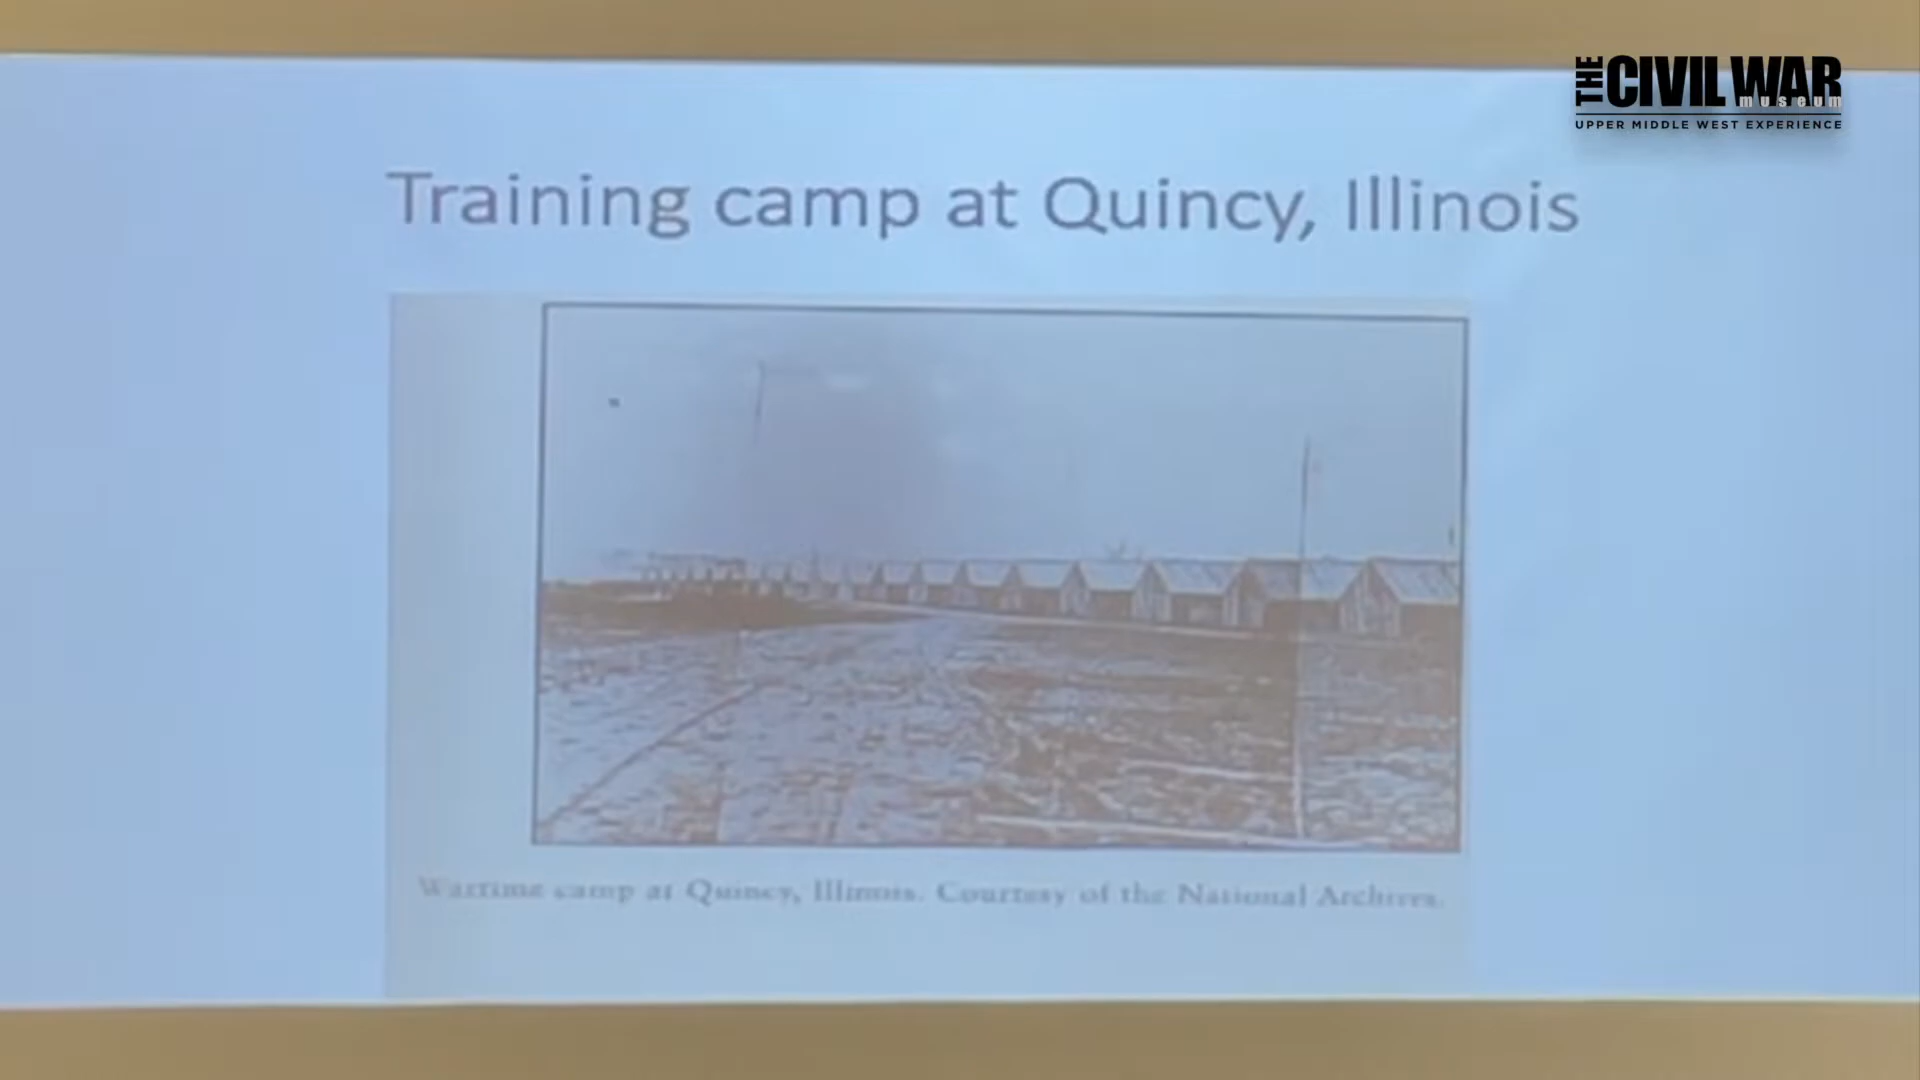 THE CIVIL WAR
museum
UPPER MIDDLE WEST EXPERIENCE
Training camp at Quincy, Illinois
Wartime camp at Quincy, Illinois. Courtesy of the National Archives.